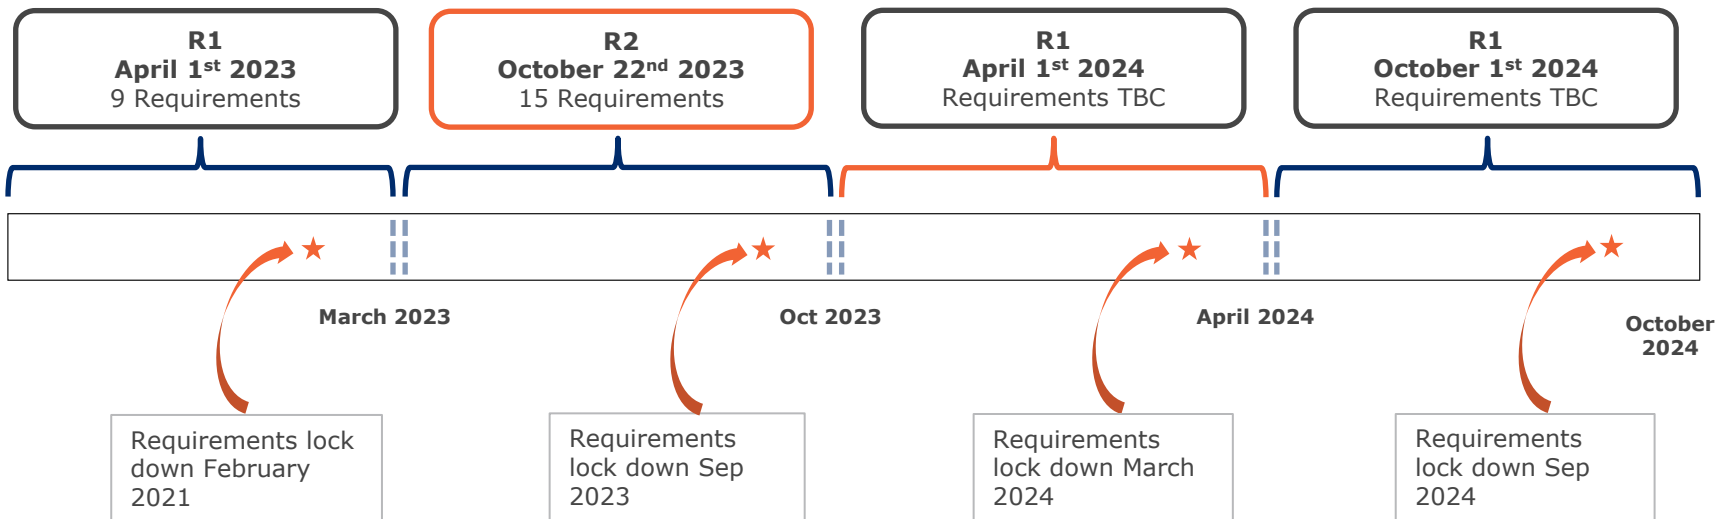 R1
April 1st 2023
9 Requirements
R2
October 22nd 2023
15 Requirements
R1
April 1st 2024
Requirements TBC
R1
October 1st 2024
Requirements TBC
March 2023
Oct 2023
April 2024
October
2024
Requirements lock
down February
2021
Requirements
lock down Sep
2023
Requirements
lock down March
2024
Requirements
lock down Sep
2024